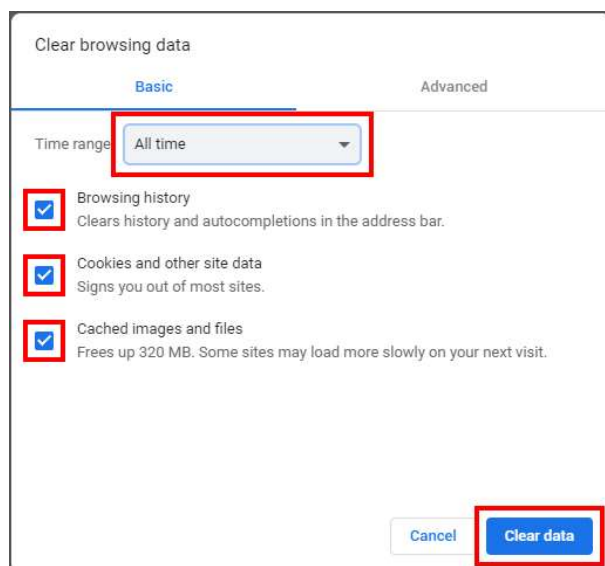 Clear browsing data
Basic Advanced
Time range All time
Browsing history
Clears history and autocompletions in the address bar.
Cookies and other site data
Signs you out of most sites.
Cached images and files
Frees up 320 MB. Some sites may load more slowly on your next visit.
Cancel Clear data